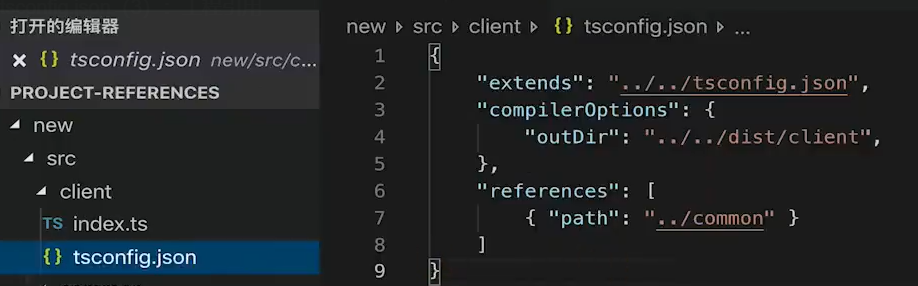 打开的编辑器
tsconfig.json new/src/c...
PROJECT-REFERENCES
new
src
client
TS index.ts
{} tsconfig.json
new src client {} tsconfig.json ...
1 {
2 "extends": "../../tsconfig.json",
3 "compilerOptions": {
4 "outDir": "../../dist/client",
5 },
6 "references": [
7 { "path": "../common" }
8 ]
9 }